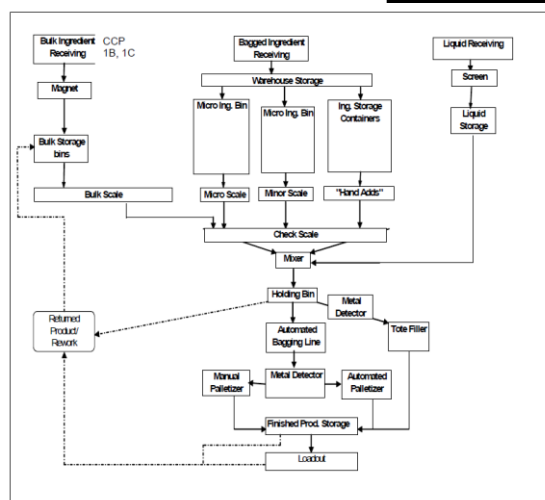 Bulk Ingredient
Receiving
CCP
1B, 1C
Bagged Ingredient
Receiving
Liquid Receiving
Magnet
Warehouse Storage
Screen
Micro Ing. Bin
Micro Ing. Bin
Ing. Storage
Containers
Liquid
Storage
Bulk Storage
bins
Bulk Scale
Micro Scale
Minor Scale
"Hand Adds"
Check Scale
Mixer
Holding Bin
Metal
Detector
Returned
Product/
Rework
Automated
Bagging Line
Tote Filler
Manual
Palletizer
Metal Detector
Automated
Palletizer
Finished Prod. Storage
Loadout